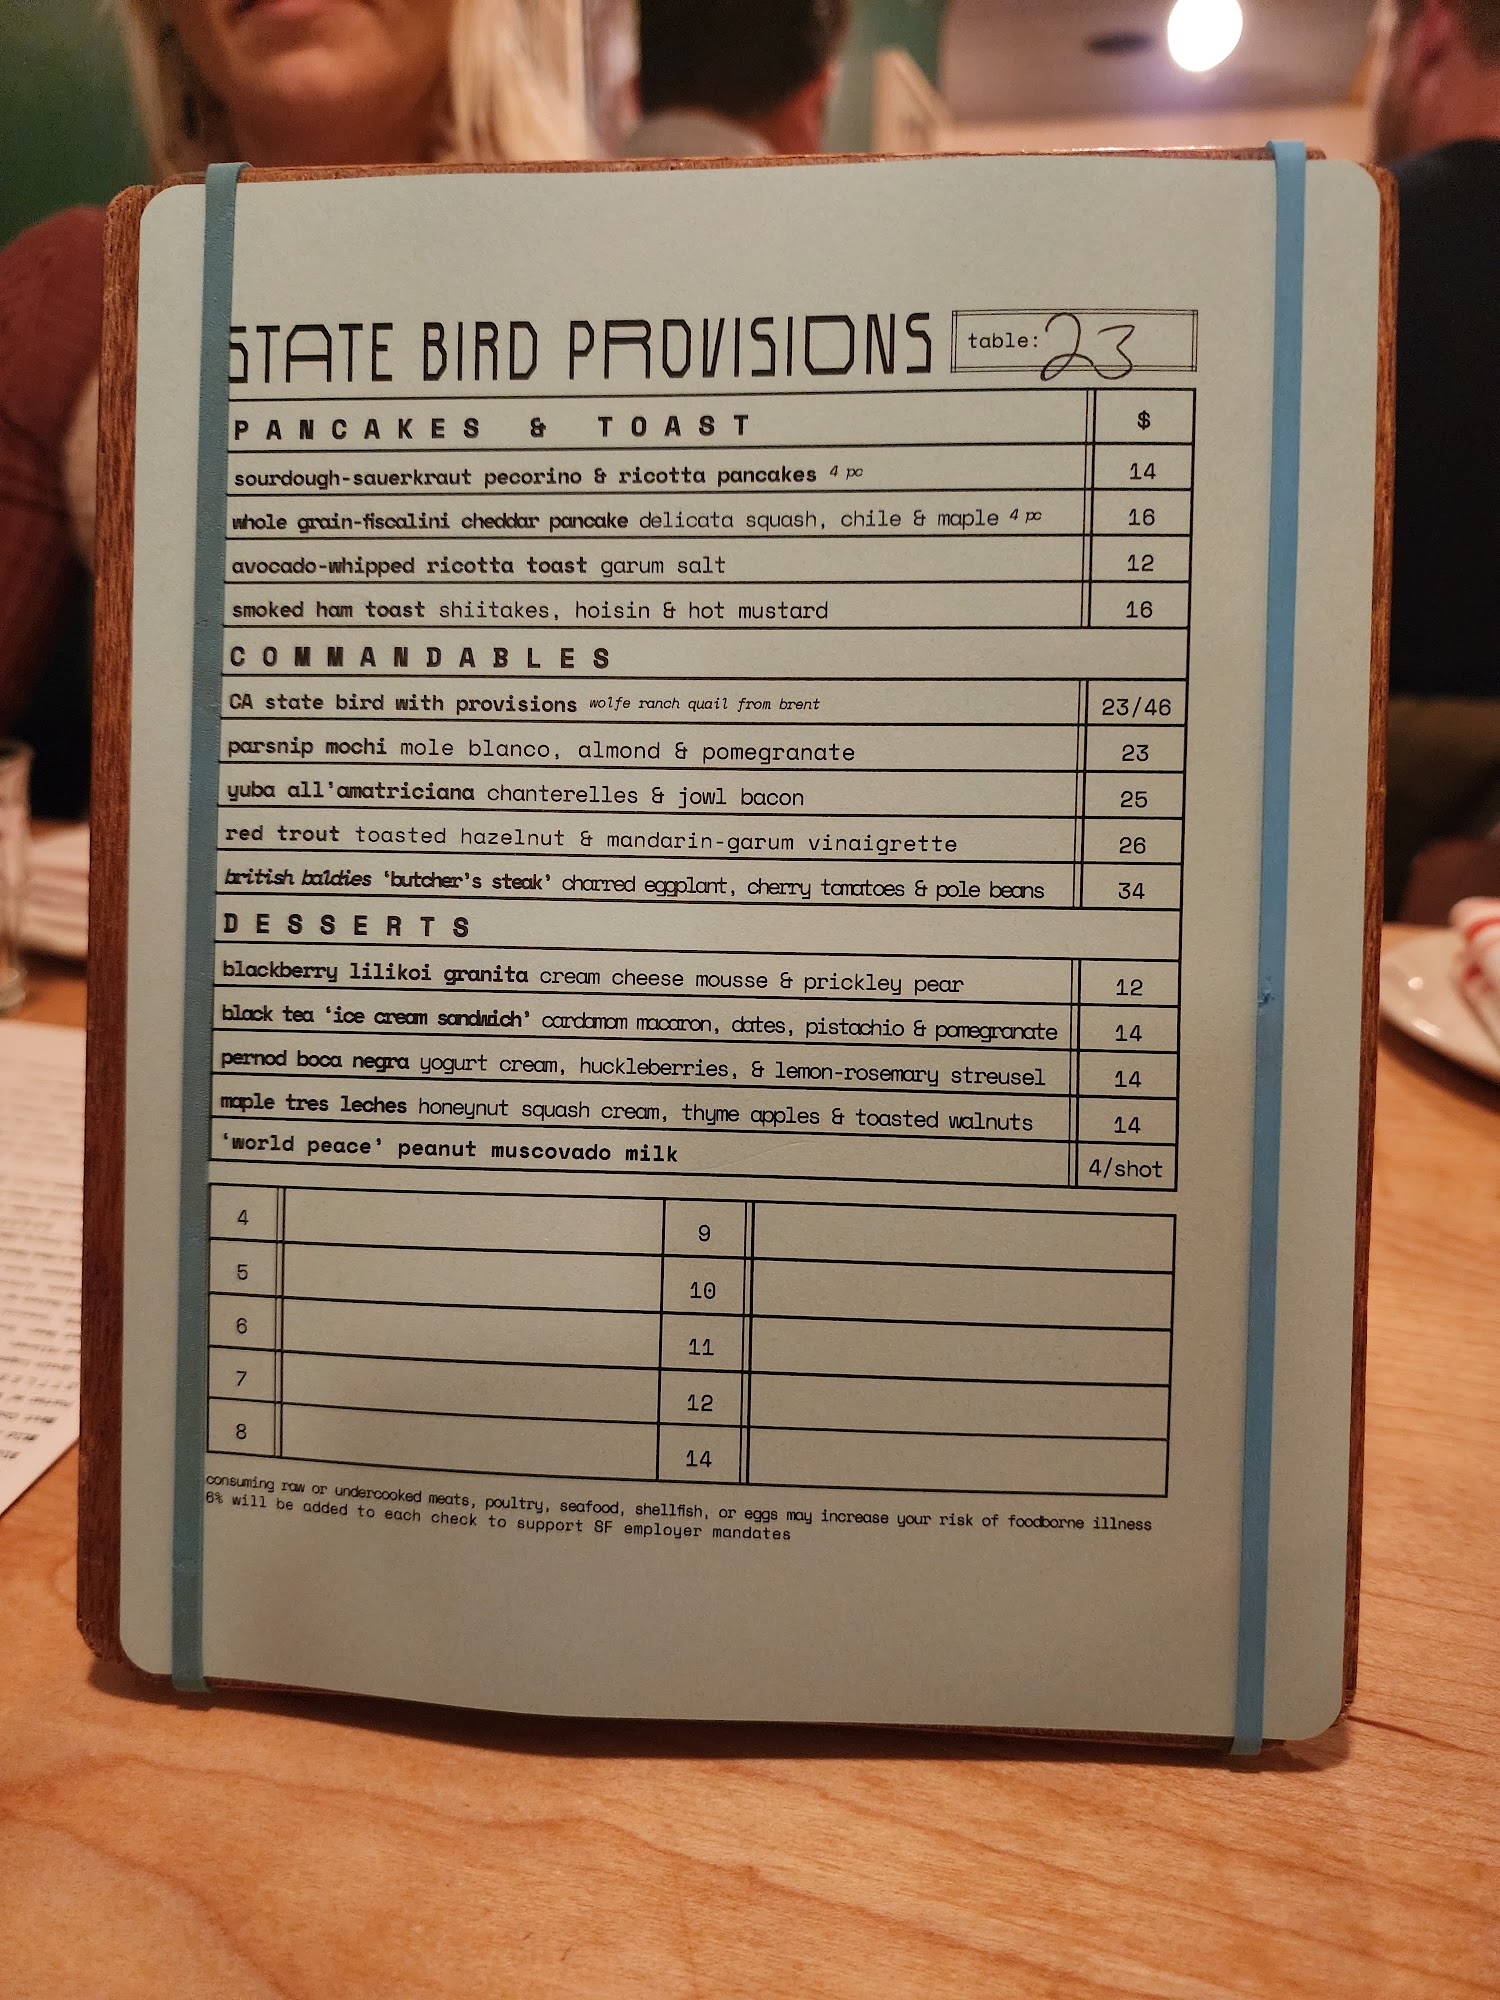 STATE BIRD PROVISIONS table: 23
PANCAKES & TOAST $
sourdough-sauerkraut pecorino & ricotta pancakes 4 pc 14
whole grain-fiscalini cheddar pancake delicata squash, chile & maple 4 pc 16
avocado-whipped ricotta toast garum salt 12
smoked ham toast shiitakes, hoisin & hot mustard 16
COMMANDABLES
CA state bird with provisions wolfe ranch quail from brent 23/46
parsnip mochi mole blanco, almond & pomegranate 23
yuba all'amatriciana chanterelles & jowl bacon 25
red trout toasted hazelnut & mandarin-garum vinaigrette 26
british baldies 'butcher's steak' charred eggplant, cherry tomatoes & pole beans 34
DESSERTS
blackberry lilikoi granita cream cheese mousse & prickly pear 12
black tea 'ice cream sandwich' cardamom macaron, dates, pistachio & pomegranate 14
pernod boca negra yogurt cream, huckleberries, & lemon-rosemary streusel 14
maple tres leches honeynut squash cream, thyme apples & toasted walnuts 14
'world peace' peanut muscovado milk 4/shot
4 9
5 10
6 11
7 12
8 14
consuming raw or undercooked meats, poultry, seafood, shellfish, or eggs may increase your risk of foodborne illness
6% will be added to each check to support SF employer mandates